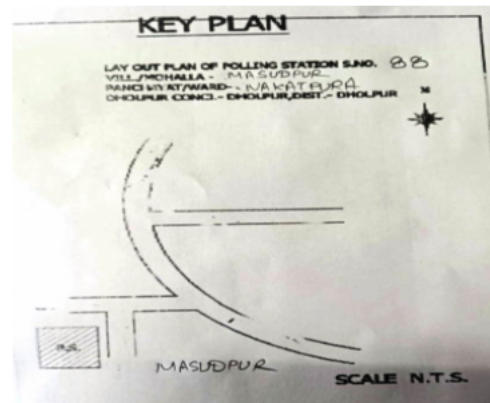 KEY PLAN
LAY OUT PLAN OF POLLING STATION S.NO. 88
VILL./MOHALLA - MASUDPUR
PANCHAYAT/WARD- - NAKATPURA
DHOLPUR CONCI.- DHOLPUR,DIST.- DHOLPUR
N
P.S.
MASUDPUR
SCALE N.T.S.